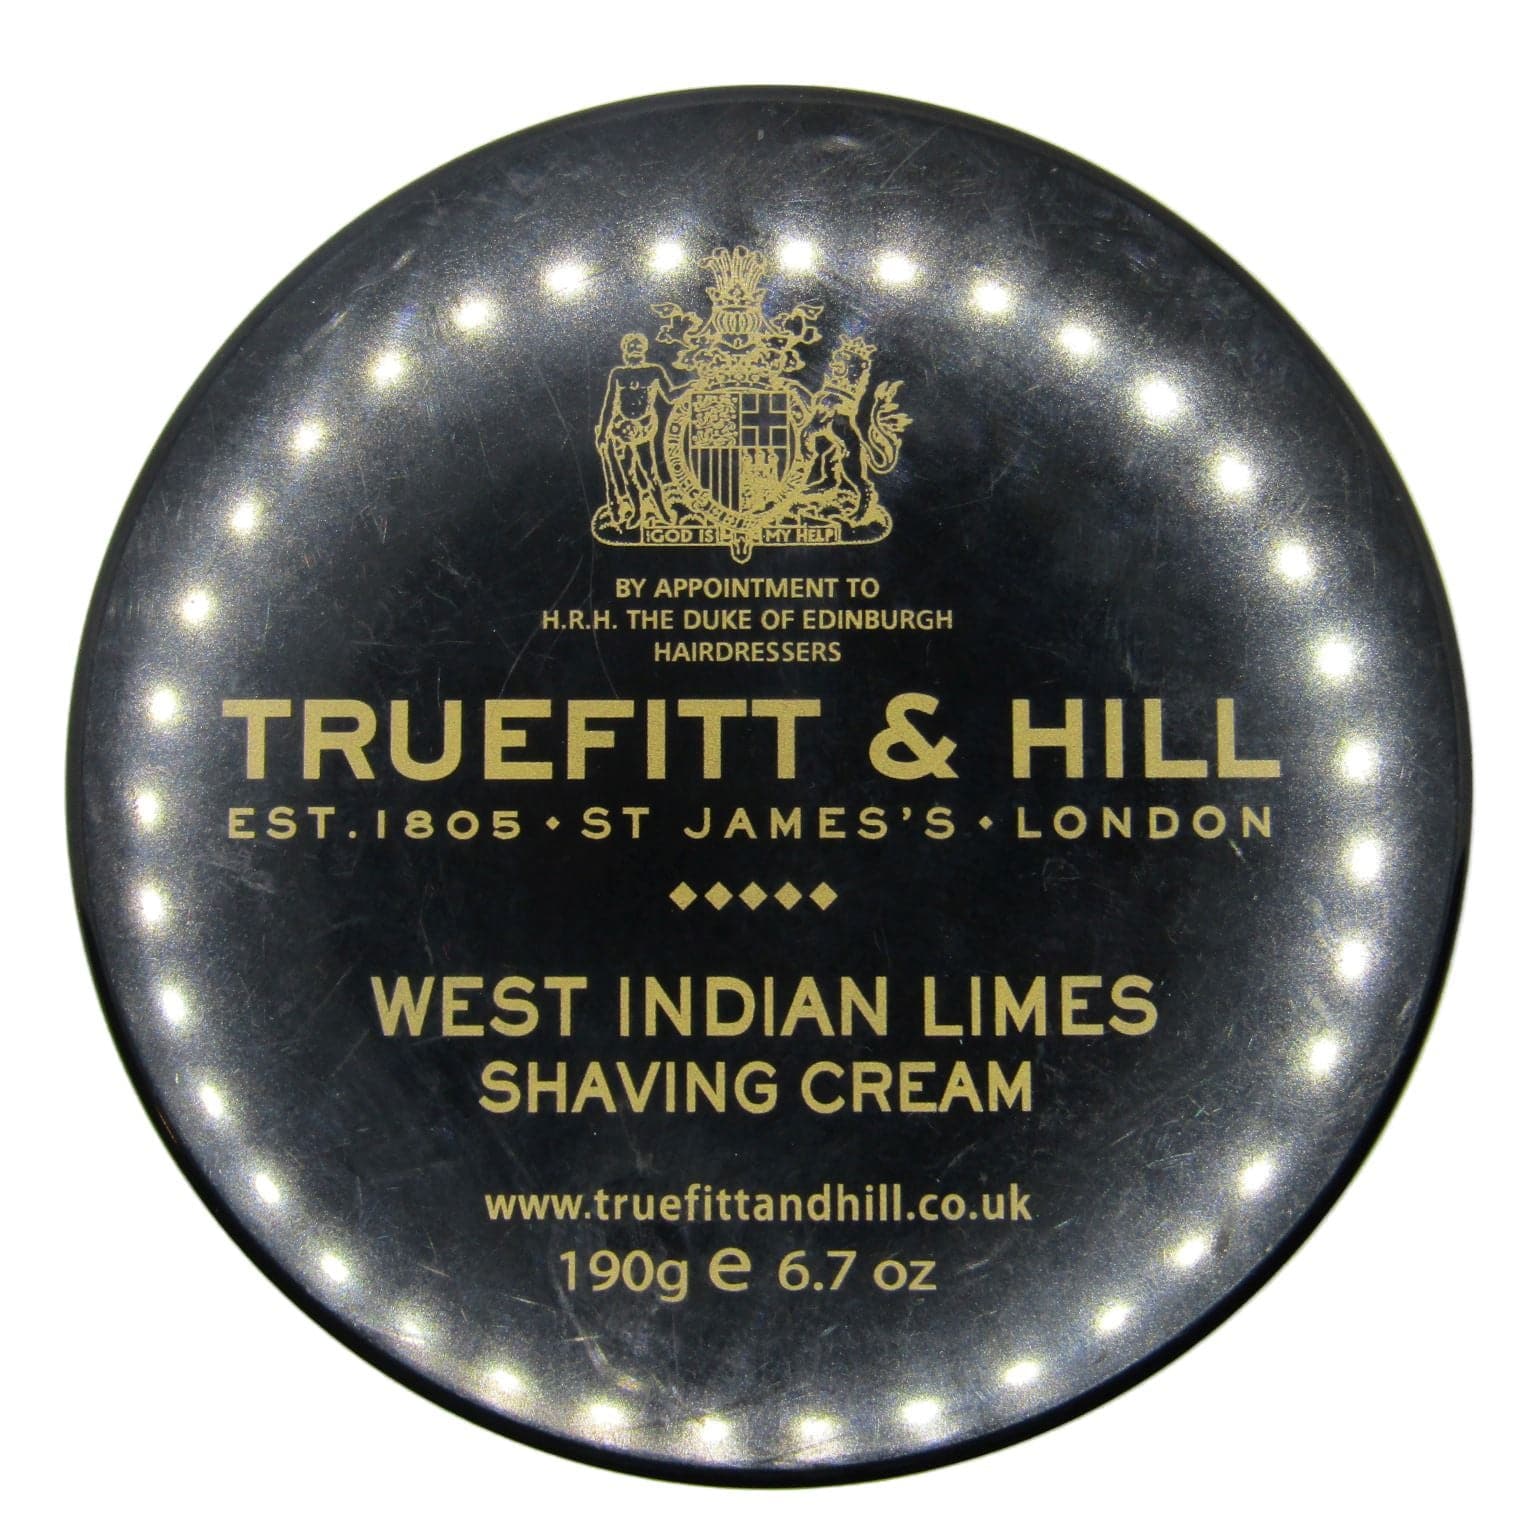 GOD IS MY HELP
BY APPOINTMENT TO
H.R.H. THE DUKE OF EDINBURGH
HAIRDRESSERS
TRUEFITT & HILL
EST. 1805 • ST JAMES'S • LONDON
WEST INDIAN LIMES
SHAVING CREAM
www.truefittandhill.co.uk
190g e 6.7 oz